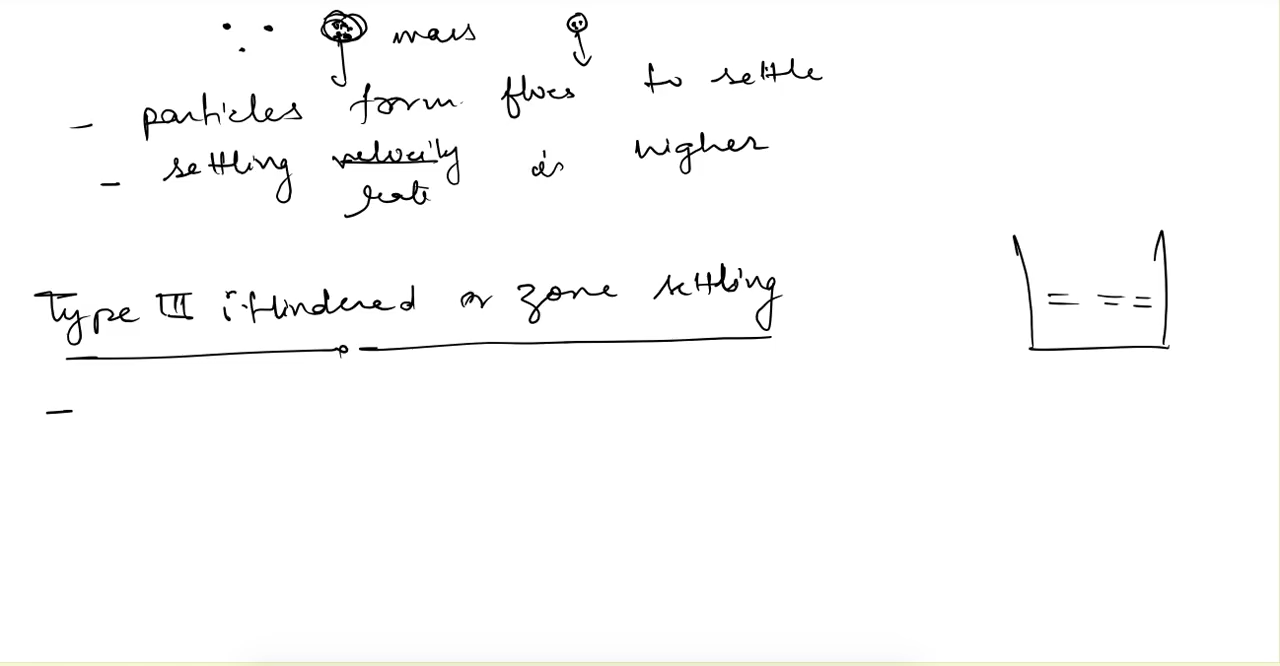 mass
- particles form flocs to settle
- settling velocity is higher
rate
Type III : Hindered or zone settling
-